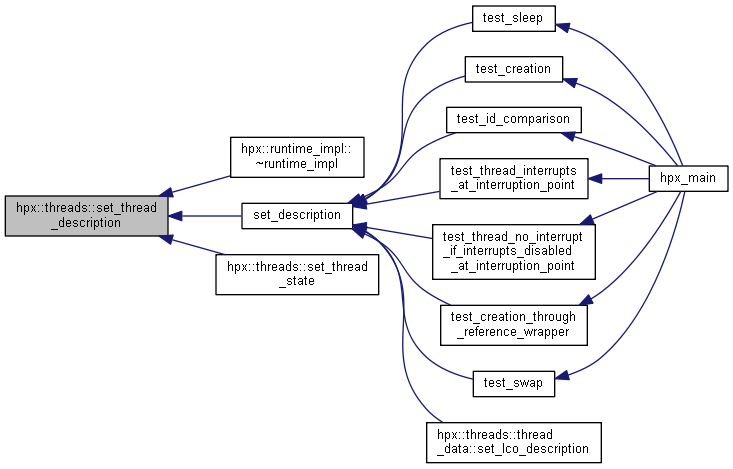 test_sleep
test_creation
test_id_comparison
hpx::runtime_impl::
~runtime_impl
test_thread_interrupts
_at_interruption_point
hpx_main
hpx::threads::set_thread
_description
set_description
test_thread_no_interrupt
_if_interrupts_disabled
_at_interruption_point
hpx::threads::set_thread
_state
test_creation_through
_reference_wrapper
test_swap
hpx::threads::thread
_data::set_lco_description